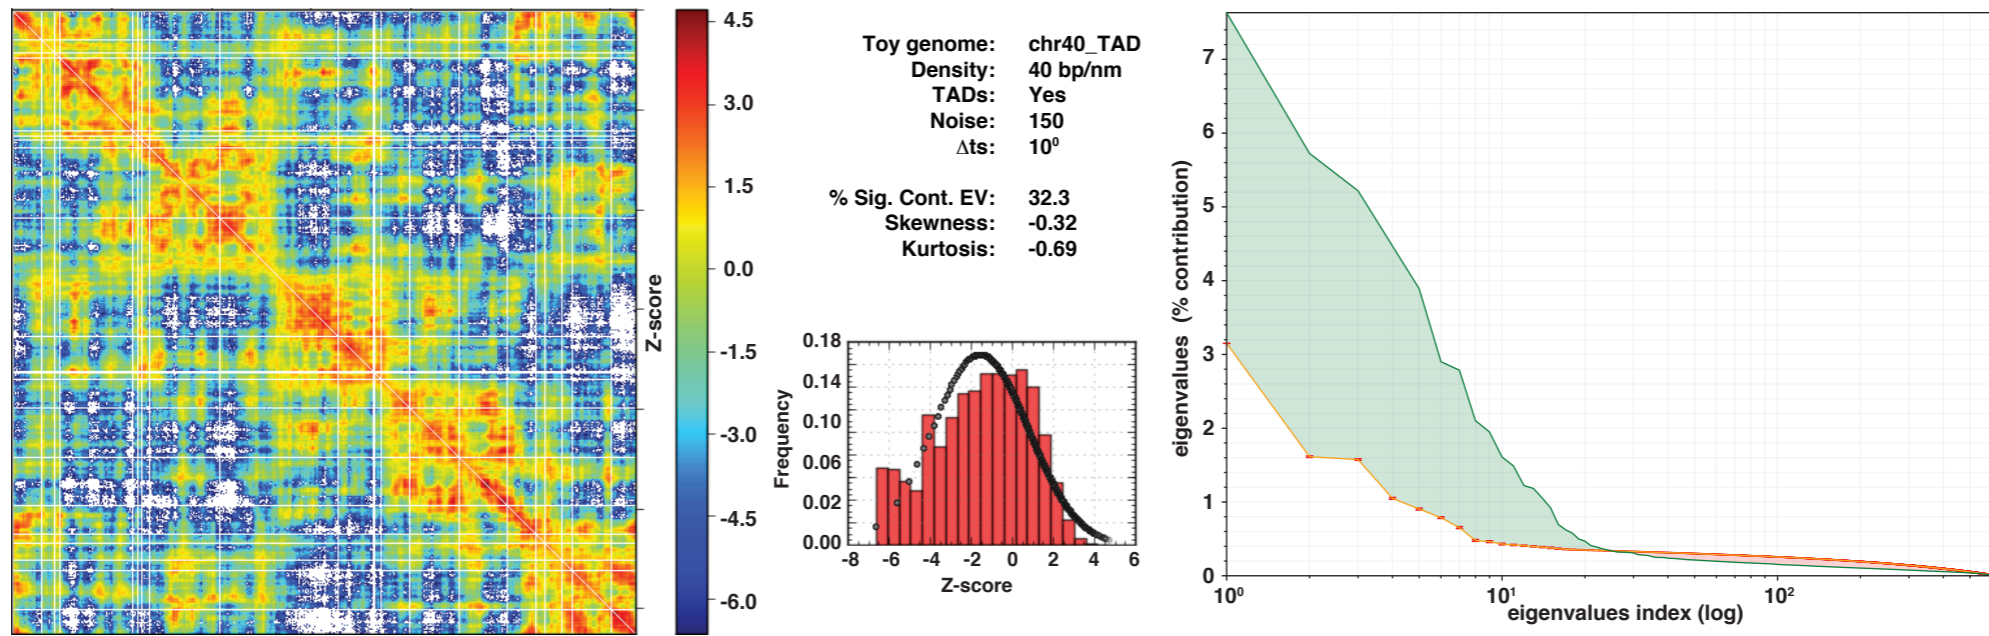 4.5
3.0
1.5
0.0
-1.5
-3.0
-4.5
-6.0
Z-score
Toy genome: chr40_TAD
Density: 40 bp/nm
TADs: Yes
Noise: 150
Δts: 10⁰
% Sig. Cont. EV: 32.3
Skewness: -0.32
Kurtosis: -0.69
Frequency
0.18
0.14
0.10
0.06
0.02
0.00
-8 -6 -4 -2 0 2 4 6
Z-score
eigenvalues (% contribution)
7
6
5
4
3
2
1
0
10⁰ 10¹ 10²
eigenvalues index (log)